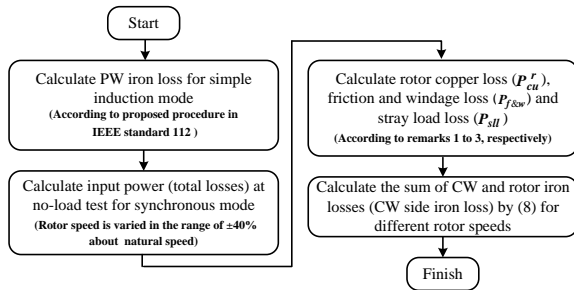 Start
Calculate PW iron loss for simple
induction mode
(According to proposed procedure in
IEEE standard 112 )
Calculate input power (total losses) at
no-load test for synchronous mode
(Rotor speed is varied in the range of ±40%
about natural speed)
Calculate rotor copper loss (P^r_cu),
friction and windage loss (P_f&w) and
stray load loss (P_sll)
(According to remarks 1 to 3, respectively)
Calculate the sum of CW and rotor iron
losses (CW side iron loss) by (8) for
different rotor speeds
Finish